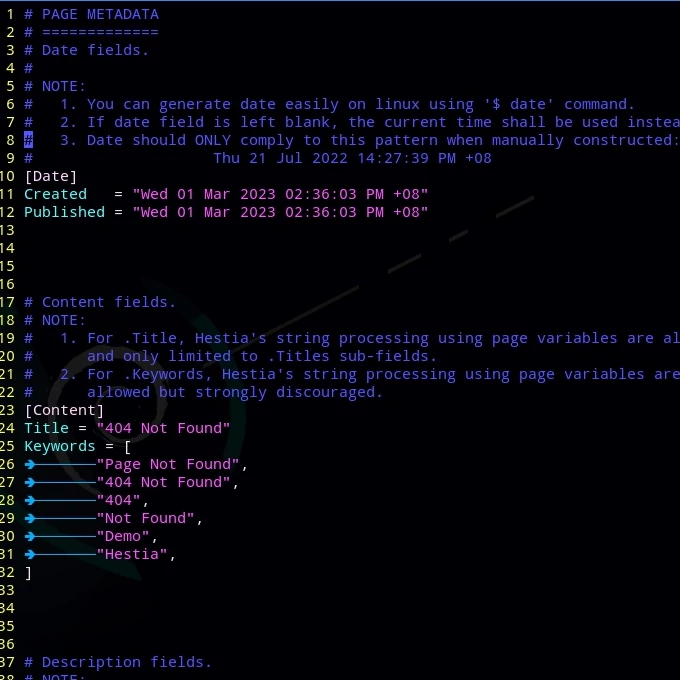 1 # PAGE METADATA
2 # =============
3 # Date fields.
4 #
5 # NOTE:
6 #   1. You can generate date easily on linux using '$ date' command.
7 #   2. If date field is left blank, the current time shall be used instea
8 #   3. Date should ONLY comply to this pattern when manually constructed:
9 #                    Thu 21 Jul 2022 14:27:39 PM +08
10 [Date]
11 Created   = "Wed 01 Mar 2023 02:36:03 PM +08"
12 Published = "Wed 01 Mar 2023 02:36:03 PM +08"
13
14
15
16
17 # Content fields.
18 # NOTE:
19 #   1. For .Title, Hestia's string processing using page variables are al
20 #      and only limited to .Titles sub-fields.
21 #   2. For .Keywords, Hestia's string processing using page variables are
22 #      allowed but strongly discouraged.
23 [Content]
24 Title = "404 Not Found"
25 Keywords = [
26 "Page Not Found",
27 "404 Not Found",
28 "404",
29 "Not Found",
30 "Demo",
31 "Hestia",
32 ]
33
34
35
36
37 # Description fields.
38 # NOTE: